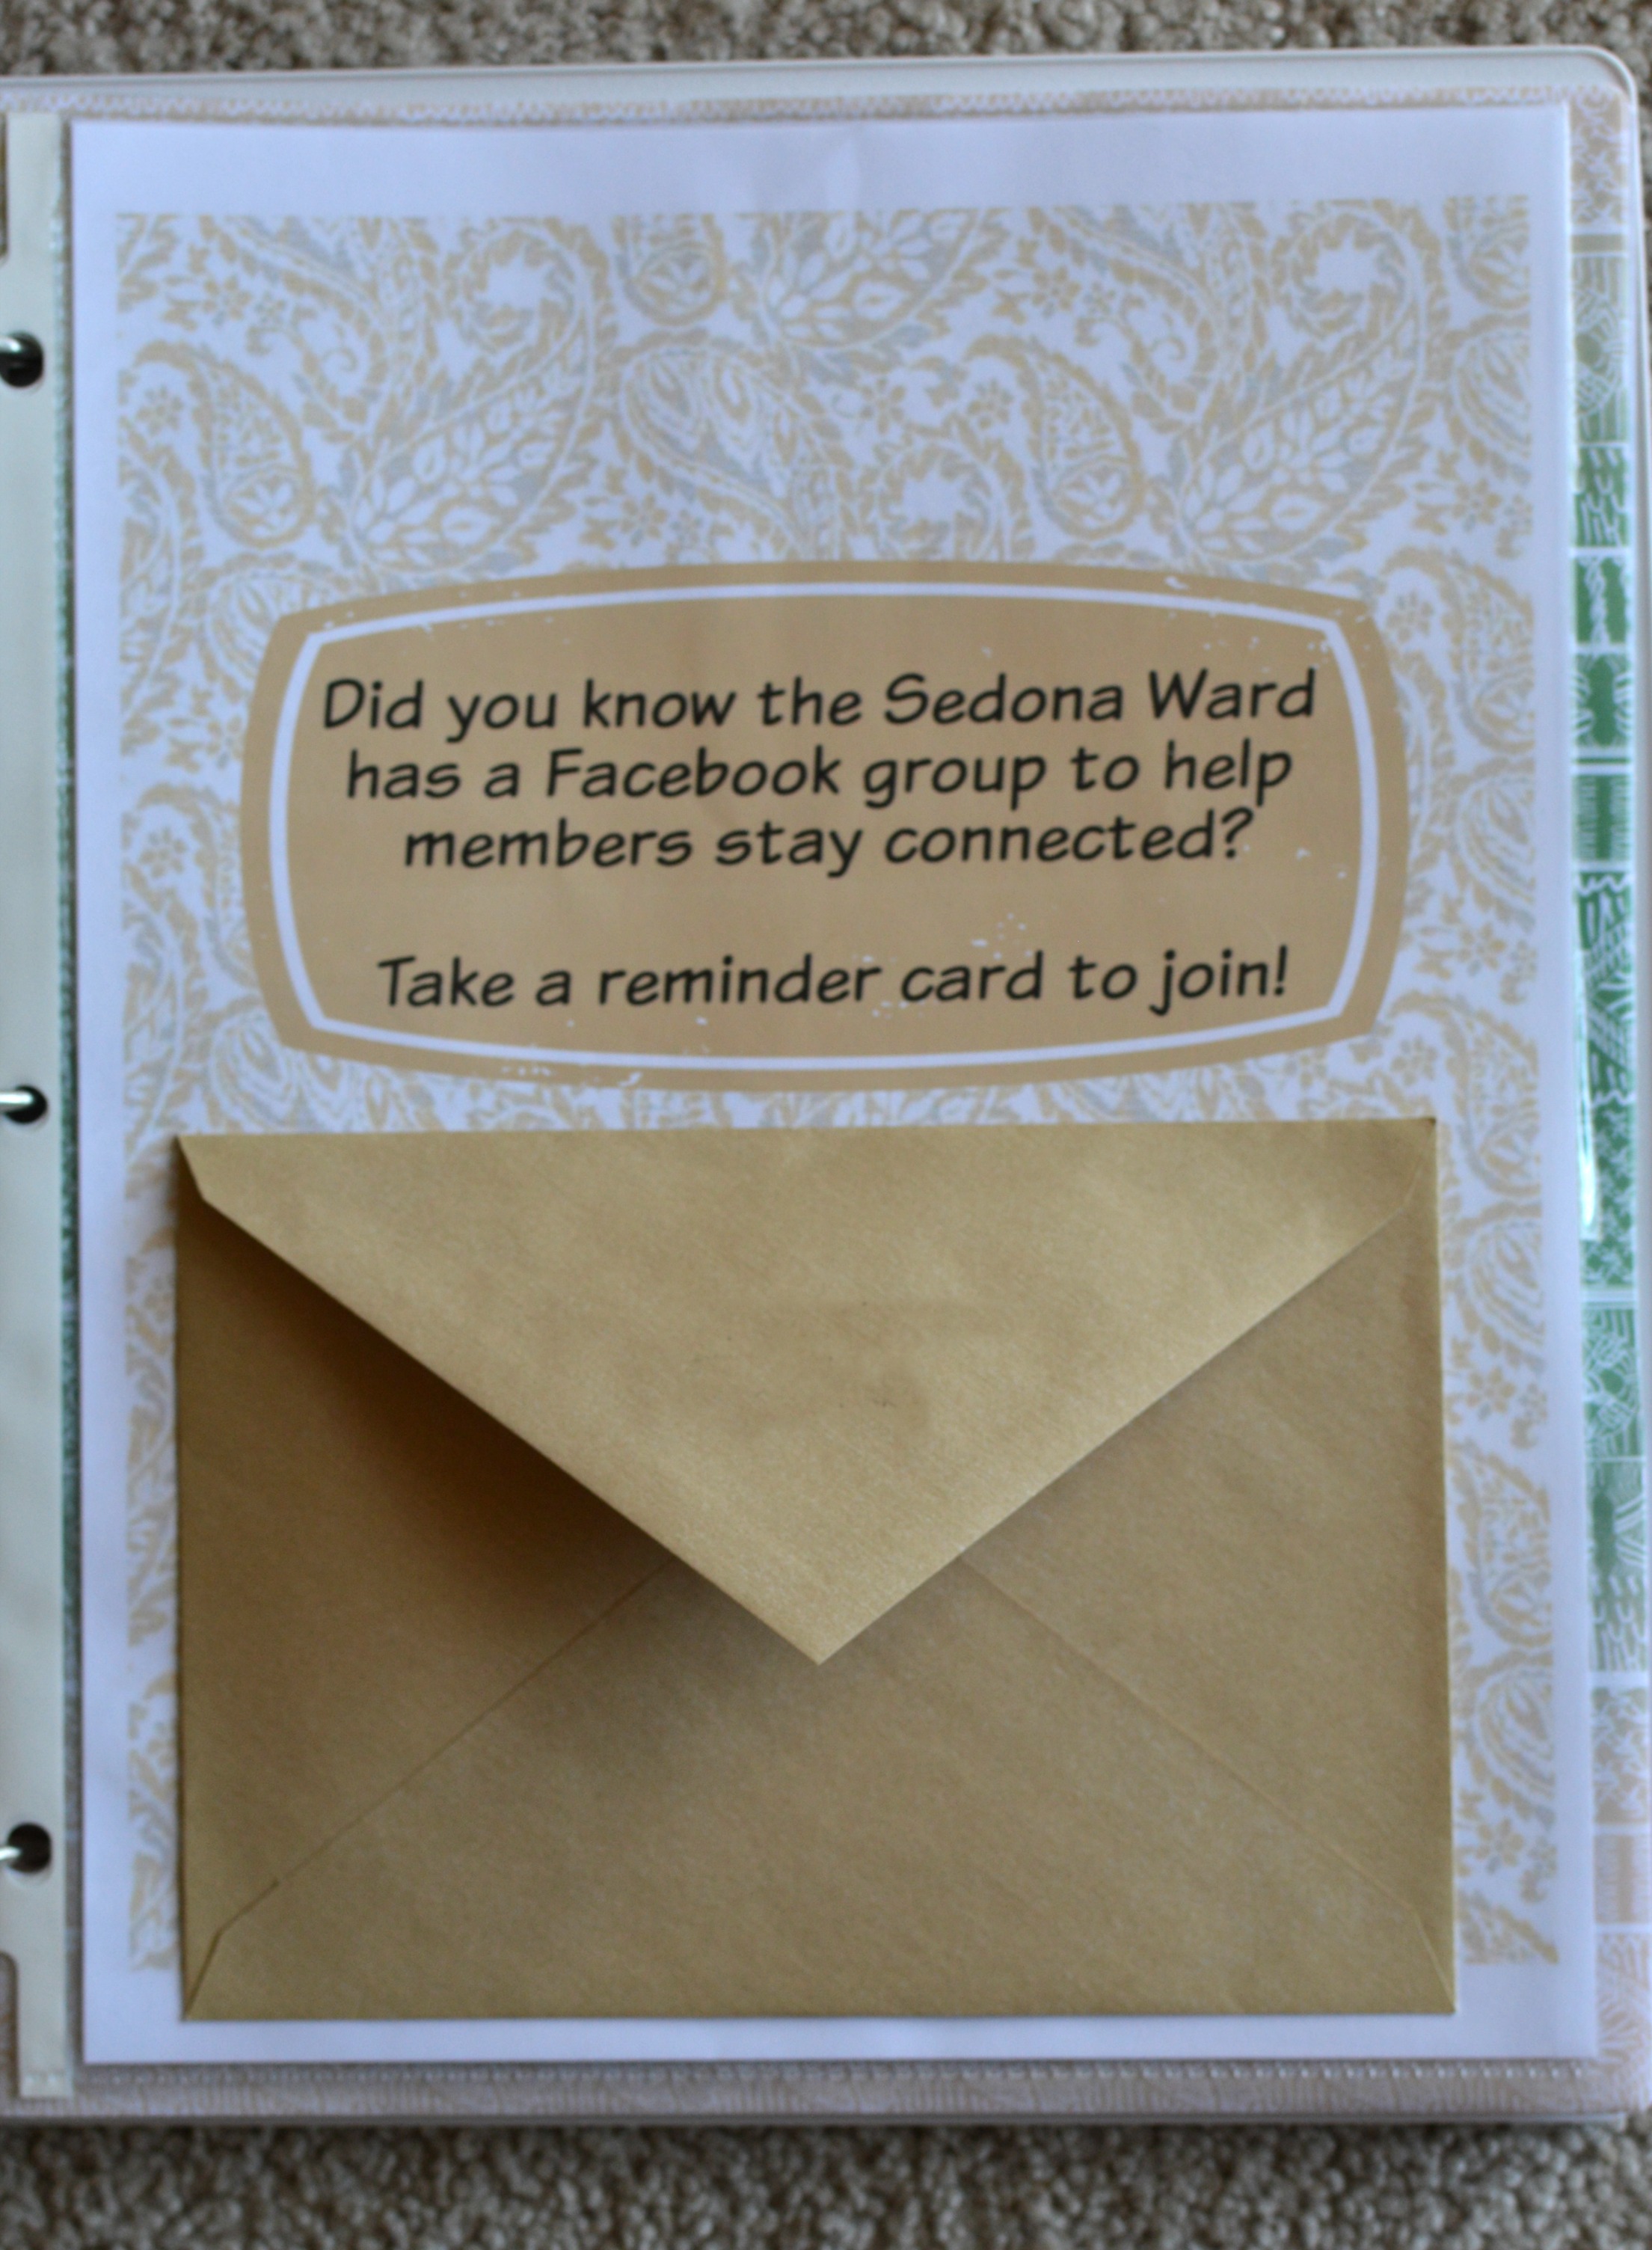 Did you know the Sedona Ward
has a Facebook group to help
members stay connected?
Take a reminder card to join!